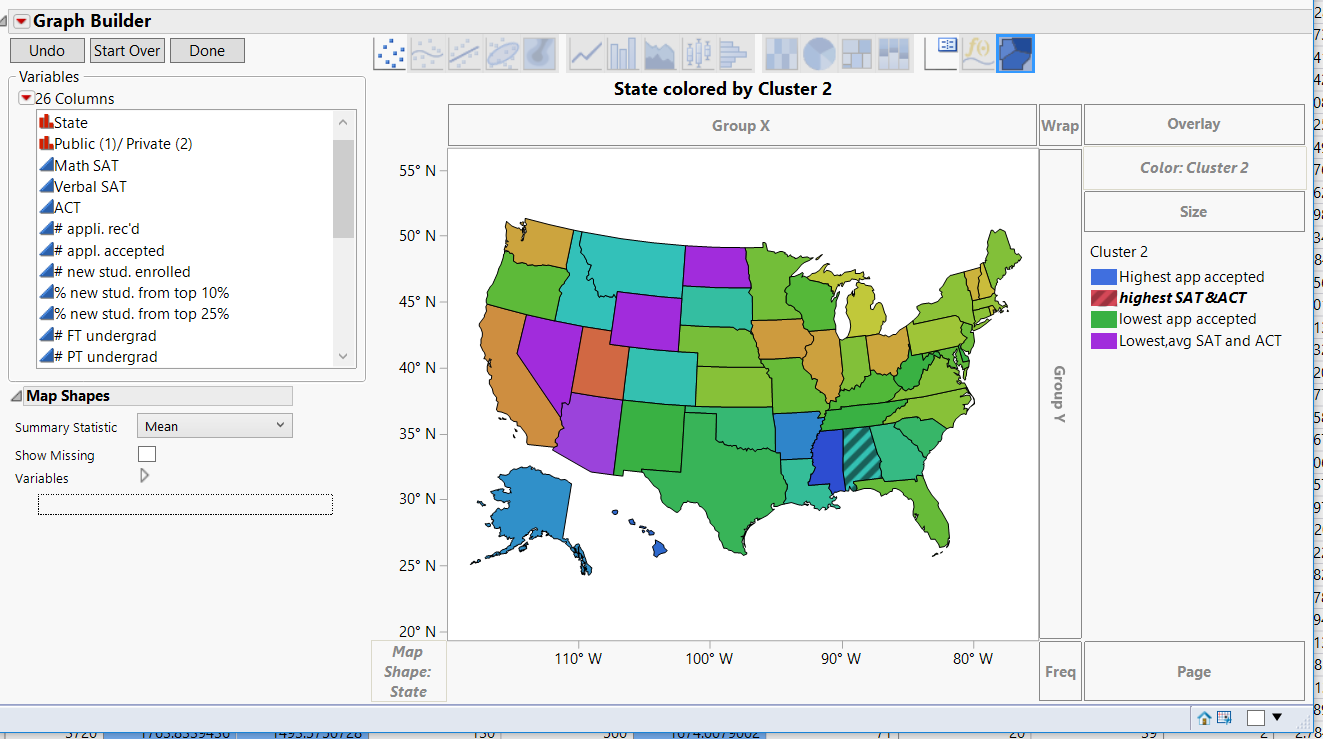 Graph Builder
Undo Start Over Done
Variables
26 Columns
State
Public (1)/ Private (2)
Math SAT
Verbal SAT
ACT
# appli. rec'd
# appl. accepted
# new stud. enrolled
% new stud. from top 10%
% new stud. from top 25%
# FT undergrad
# PT undergrad
Map Shapes
Summary Statistic Mean
Show Missing
Variables
State colored by Cluster 2
Group X
Wrap
Overlay
Color: Cluster 2
Size
Cluster 2
Highest app accepted
highest SAT &ACT
lowest app accepted
Lowest,avg SAT and ACT
55° N
50° N
45° N
40° N
35° N
30° N
25° N
20° N
Group Y
110° W 100° W 90° W 80° W
Map
Shape:
State
Freq
Page